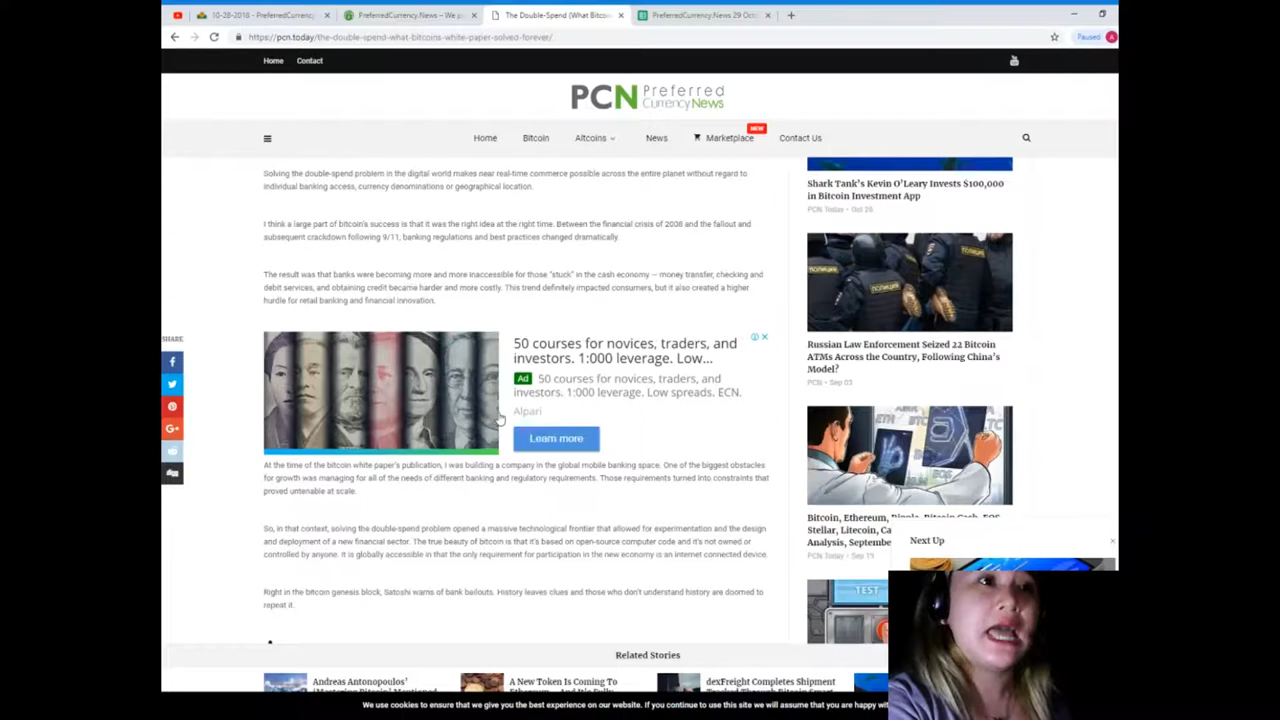 10-28-2018 - PreferredCurrency
PreferredCurrency.News – We p
The Double-Spend (What Bitcoi
PreferredCurrency.News 29 Octo
https://pcn.today/the-double-spend-what-bitcoins-white-paper-solved-forever/
Paused
A
Home
Contact
PCN Preferred
CurrencyNews
Home
Bitcoin
Altcoins
News
Marketplace
NEW
Contact Us
Solving the double-spend problem in the digital world makes near real-time commerce possible across the entire planet without regard to
individual banking access, currency denominations or geographical location.
I think a large part of bitcoin's success is that it was the right idea at the right time. Between the financial crisis of 2008 and the fallout and
subsequent crackdown following 9/11, banking regulations and best practices changed dramatically.
The result was that banks were becoming more and more inaccessible for those "stuck" in the cash economy — money transfer, checking and
debit services, and obtaining credit became harder and more costly. This trend definitely impacted consumers, but it also created a higher
hurdle for retail banking and financial innovation.
SHARE
50 courses for novices, traders, and
investors. 1:000 leverage. Low...
Ad 50 courses for novices, traders, and
investors. 1:000 leverage. Low spreads. ECN.
Alpari
Learn more
At the time of the bitcoin white paper's publication, I was building a company in the global mobile banking space. One of the biggest obstacles
for growth was managing for all of the needs of different banking and regulatory requirements. Those requirements turned into constraints that
proved untenable at scale.
So, in that context, solving the double-spend problem opened a massive technological frontier that allowed for experimentation and the design
and deployment of a new financial sector. The true beauty of bitcoin is that it's based on open-source computer code and it's not owned or
controlled by anyone. It is globally accessible in that the only requirement for participation in the new economy is an internet connected device.
Right in the bitcoin genesis block, Satoshi warns of bank bailouts. History leaves clues and those who don't understand history are doomed to
repeat it.
Shark Tank's Kevin O'Leary Invests $100,000
in Bitcoin Investment App
PCN Today • Oct 26
Russian Law Enforcement Seized 22 Bitcoin
ATMs Across the Country, Following China's
Model?
PCN • Sep 03
Bitcoin, Ethereum, Ripple, Bitcoin Cash, EOS,
Stellar, Litecoin, Ca
Analysis, Septembe
PCN Today • Sep 19
Next Up
TEST
Related Stories
Andreas Antonopoulos'
'Mastering Bitcoin' Mentioned
A New Token Is Coming To
Ethereum
dexFreight Completes Shipment
We use cookies to ensure that we give you the best experience on our website. If you continue to use this site we will assume that you are happy wi